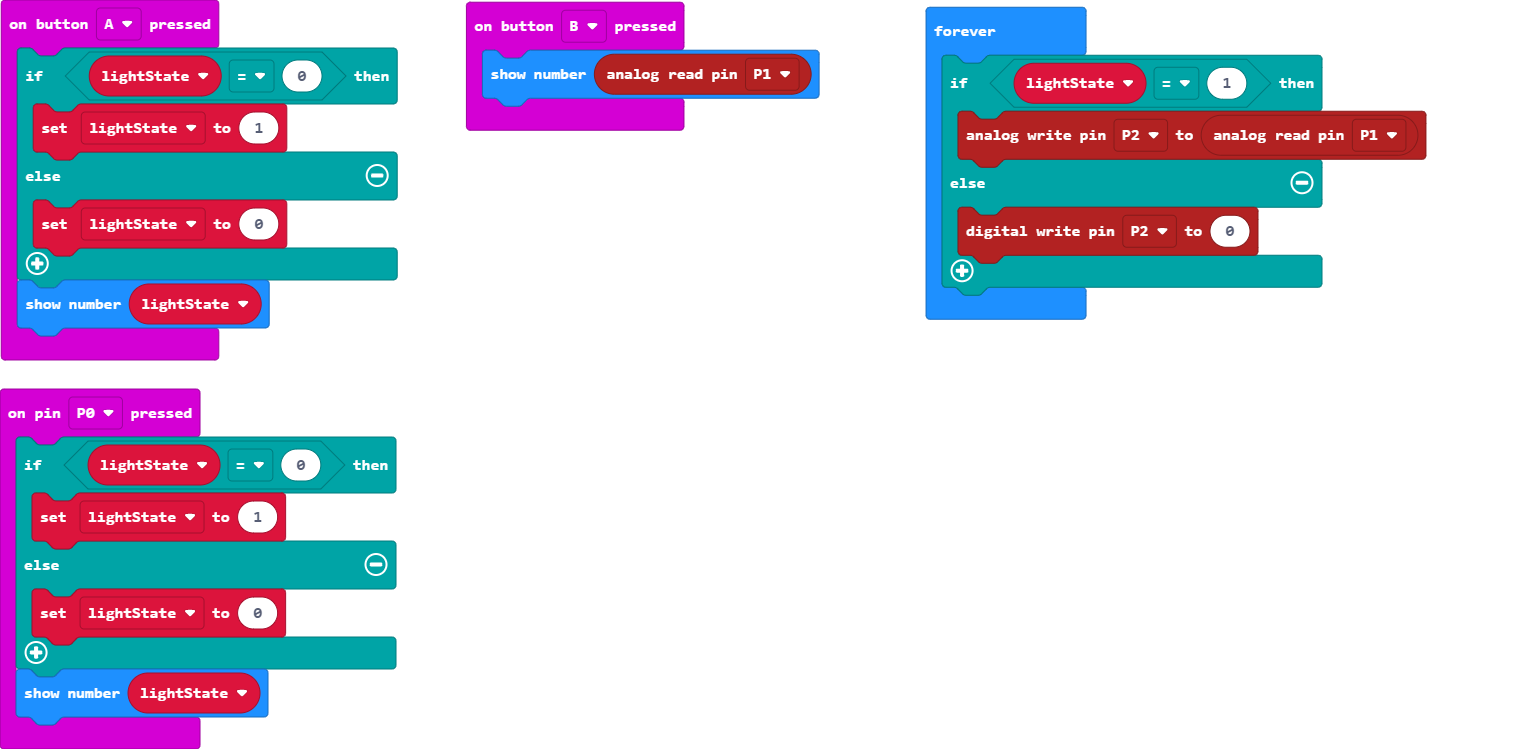 on button A pressed
if lightState = 0 then
set lightState to 1
else
set lightState to 0
show number lightState
on button B pressed
show number analog read pin P1
forever
if lightState = 1 then
analog write pin P2 to analog read pin P1
else
digital write pin P2 to 0
on pin P0 pressed
if lightState = 0 then
set lightState to 1
else
set lightState to 0
show number lightState